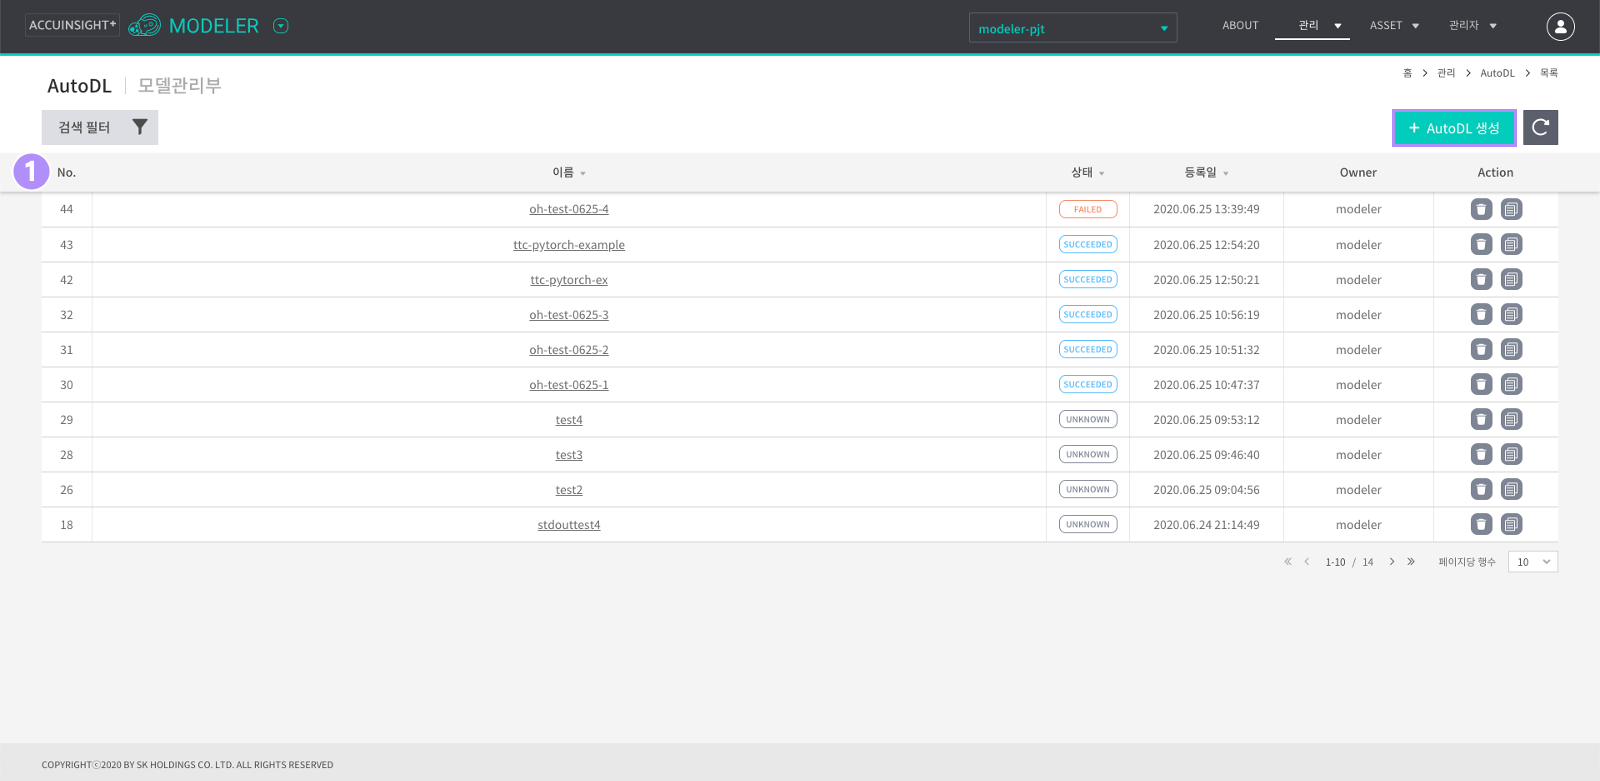 ACCUINSIGHT+ MODELER modeler-pjt ABOUT 관리 ASSET 관리자
AutoDL 모델관리부 홈 관리 AutoDL 목록
검색 필터 + AutoDL 생성
1 No. 이름 상태 등록일 Owner Action
44 oh-test-0625-4 FAILED 2020.06.25 13:39:49 modeler
43 ttc-pytorch-example SUCCEEDED 2020.06.25 12:54:20 modeler
42 ttc-pytorch-ex SUCCEEDED 2020.06.25 12:50:21 modeler
32 oh-test-0625-3 SUCCEEDED 2020.06.25 10:56:19 modeler
31 oh-test-0625-2 SUCCEEDED 2020.06.25 10:51:32 modeler
30 oh-test-0625-1 SUCCEEDED 2020.06.25 10:47:37 modeler
29 test4 UNKNOWN 2020.06.25 09:53:12 modeler
28 test3 UNKNOWN 2020.06.25 09:46:40 modeler
26 test2 UNKNOWN 2020.06.25 09:04:56 modeler
18 stdouttest4 UNKNOWN 2020.06.24 21:14:49 modeler
1-10 / 14 페이지당 행수 10
COPYRIGHTⓒ2020 BY SK HOLDINGS CO. LTD. ALL RIGHTS RESERVED